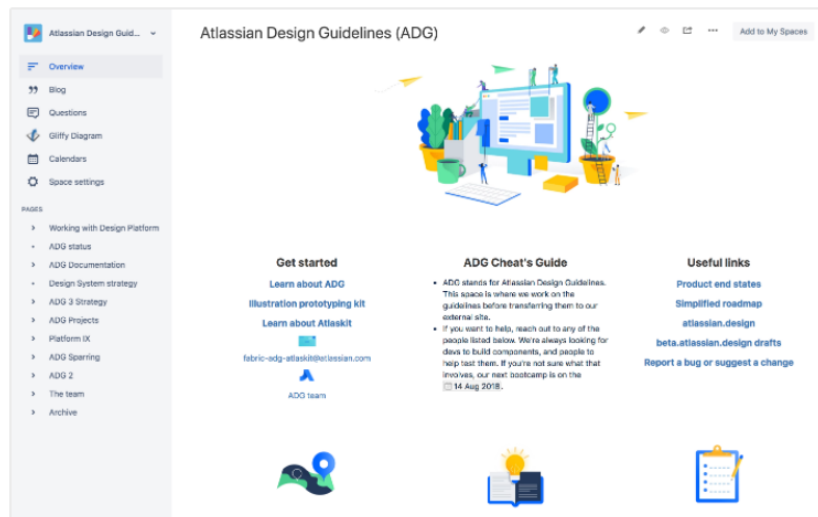 Atlassian Design Guid...
Overview
Blog
Questions
Gliffy Diagram
Calendars
Space settings
PAGES
Working with Design Platform
ADG status
ADG Documentation
Design System strategy
ADG 3 Strategy
ADG Projects
Platform IX
ADG Sparring
ADG 2
The team
Archive
Atlassian Design Guidelines (ADG)
Add to My Spaces
Get started
Learn about ADG
Illustration prototyping kit
Learn about Atlaskit
fabric-adg-atlaskit@atlassian.com
ADG team
ADG Cheat's Guide
• ADG stands for Atlassian Design Guidelines.
This space is where we work on the
guidelines before transferring them to our
external site.
• If you want to help, reach out to any of the
people listed below. We're always looking for
devs to build components, and people to
help test them. If you're not sure what that
involves, our next bootcamp is on the
14 Aug 2018.
Useful links
Product end states
Simplified roadmap
atlassian.design
beta.atlassian.design drafts
Report a bug or suggest a change